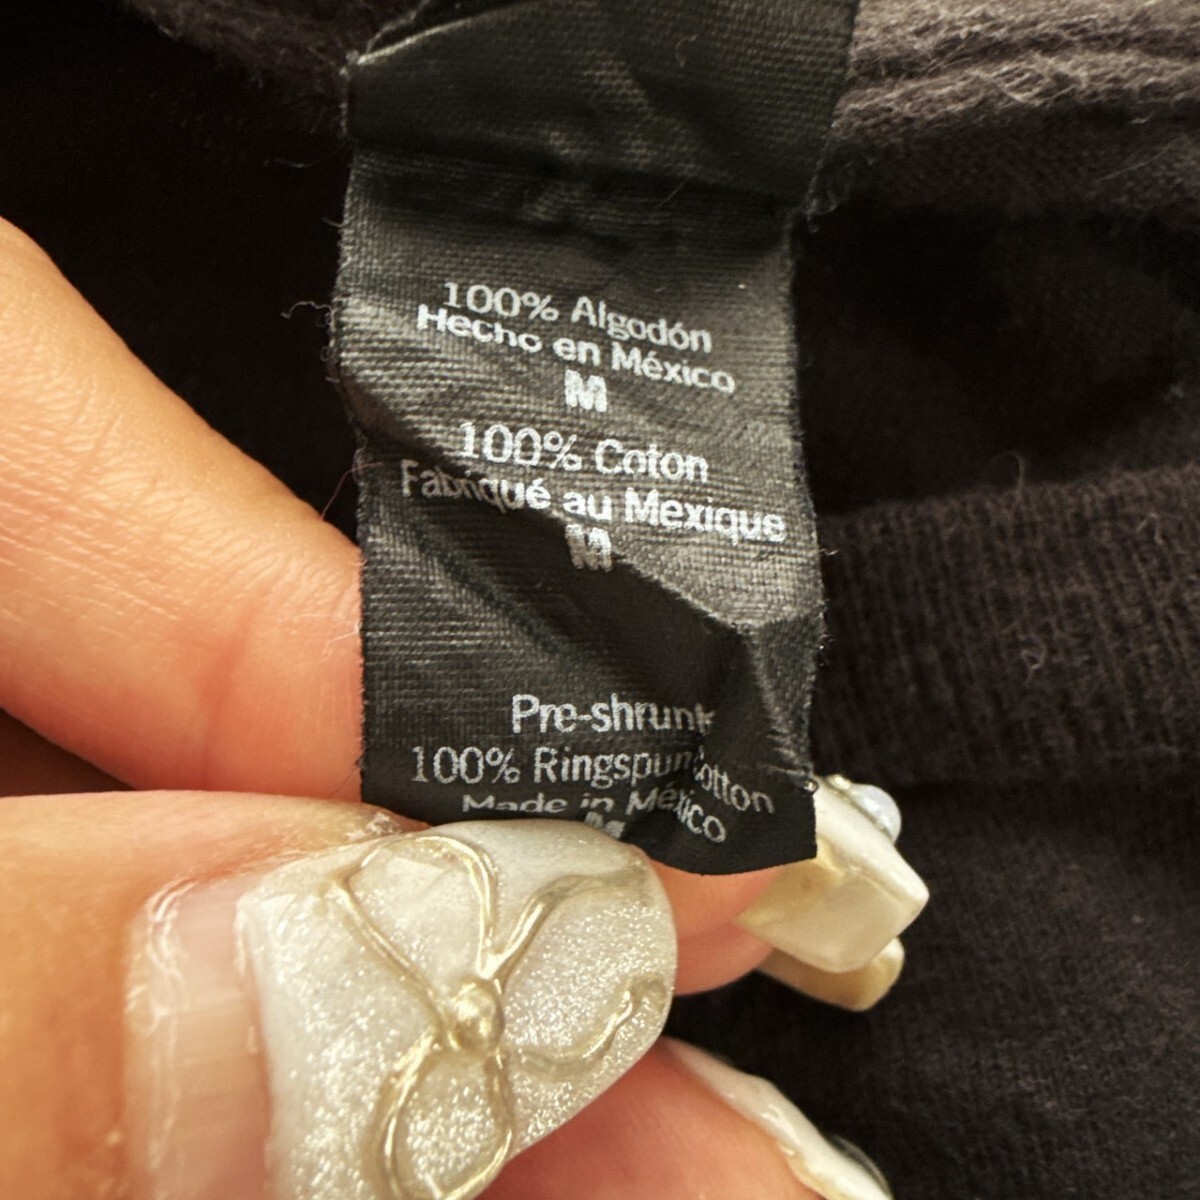 100% Algodón
Hecho en México
M
100% Coton
Fabriqué au Mexique
M
Pre-shrunk
100% Ringspun Cotton
Made in México
M